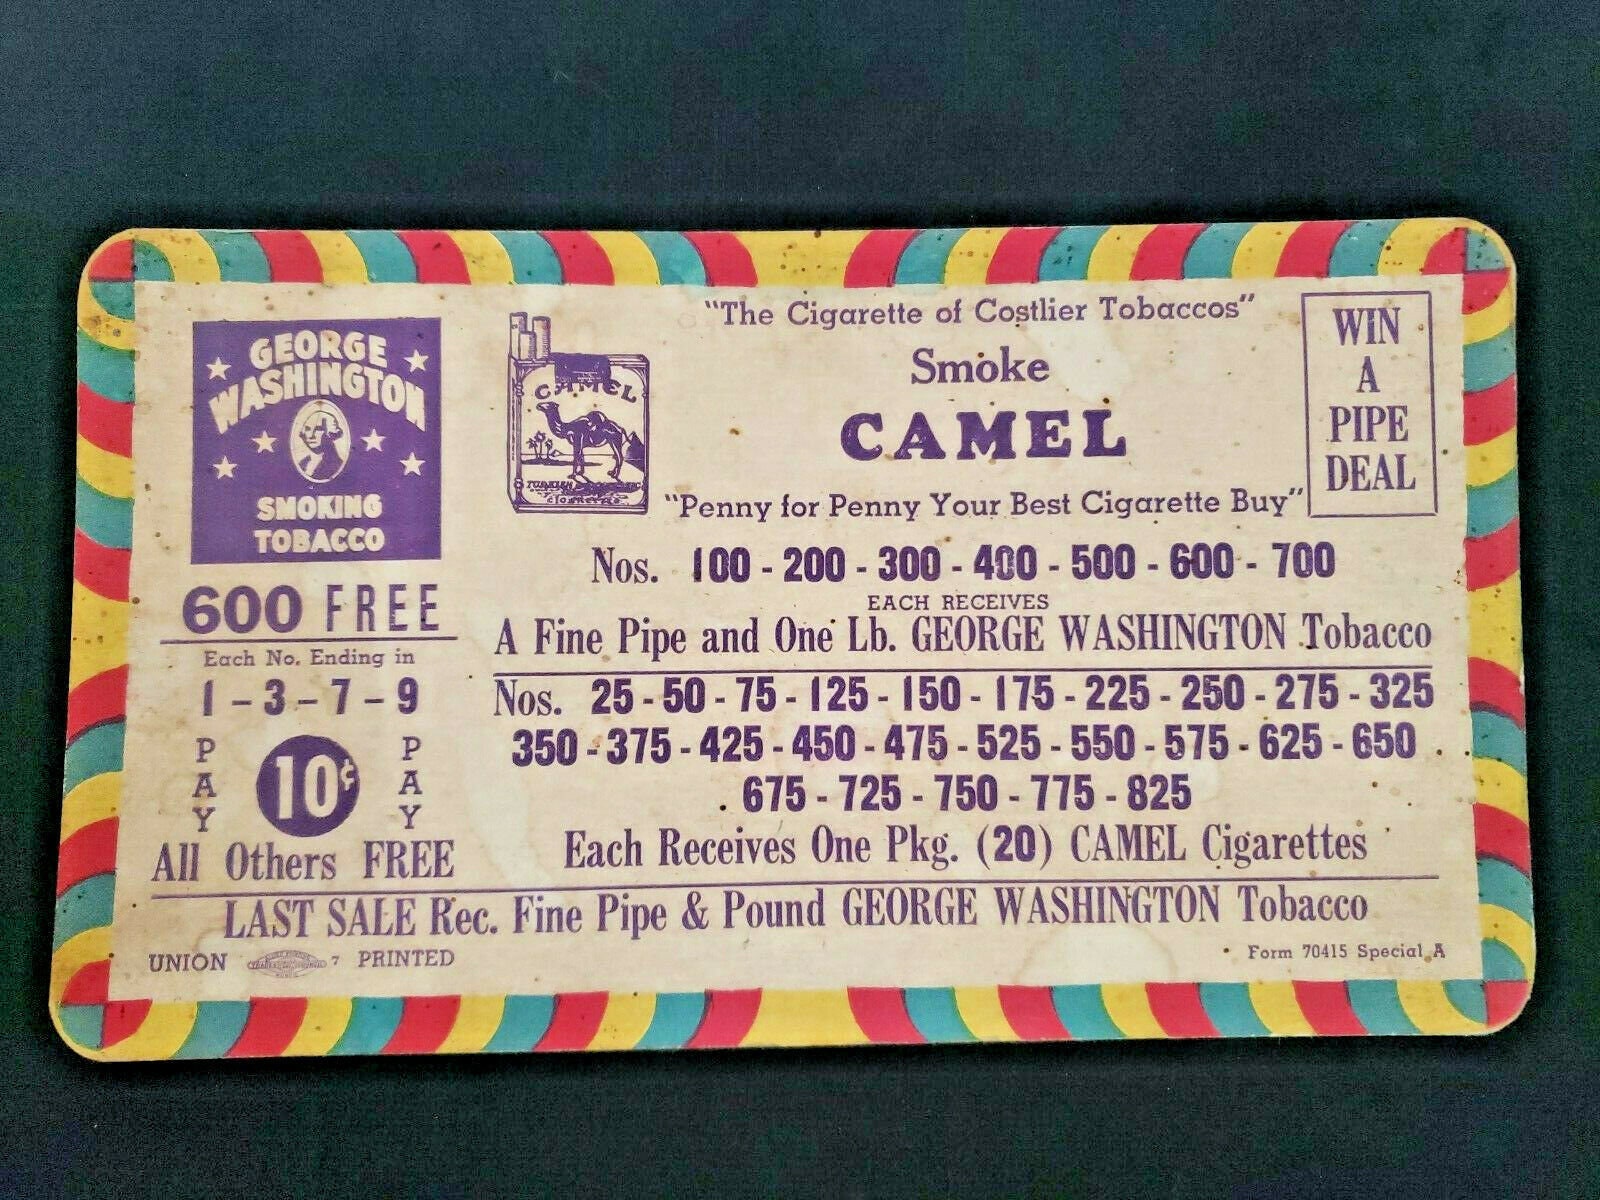 GEORGE
WASHINGTON
SMOKING
TOBACCO
600 FREE
Each No. Ending in
1 - 3 - 7 - 9
PAY
10¢
PAY
All Others FREE
CAMEL
"The Cigarette of Costlier Tobaccos"
Smoke
CAMEL
"Penny for Penny Your Best Cigarette Buy"
WIN
A
PIPE
DEAL
Nos. 100 - 200 - 300 - 400 - 500 - 600 - 700
EACH RECEIVES
A Fine Pipe and One Lb. GEORGE WASHINGTON Tobacco
Nos. 25 - 50 - 75 - 125 - 150 - 175 - 225 - 250 - 275 - 325
350 - 375 - 425 - 450 - 475 - 525 - 550 - 575 - 625 - 650
675 - 725 - 750 - 775 - 825
Each Receives One Pkg. (20) CAMEL Cigarettes
LAST SALE Rec. Fine Pipe & Pound GEORGE WASHINGTON Tobacco
UNION 7 PRINTED
Form 70415 Special A